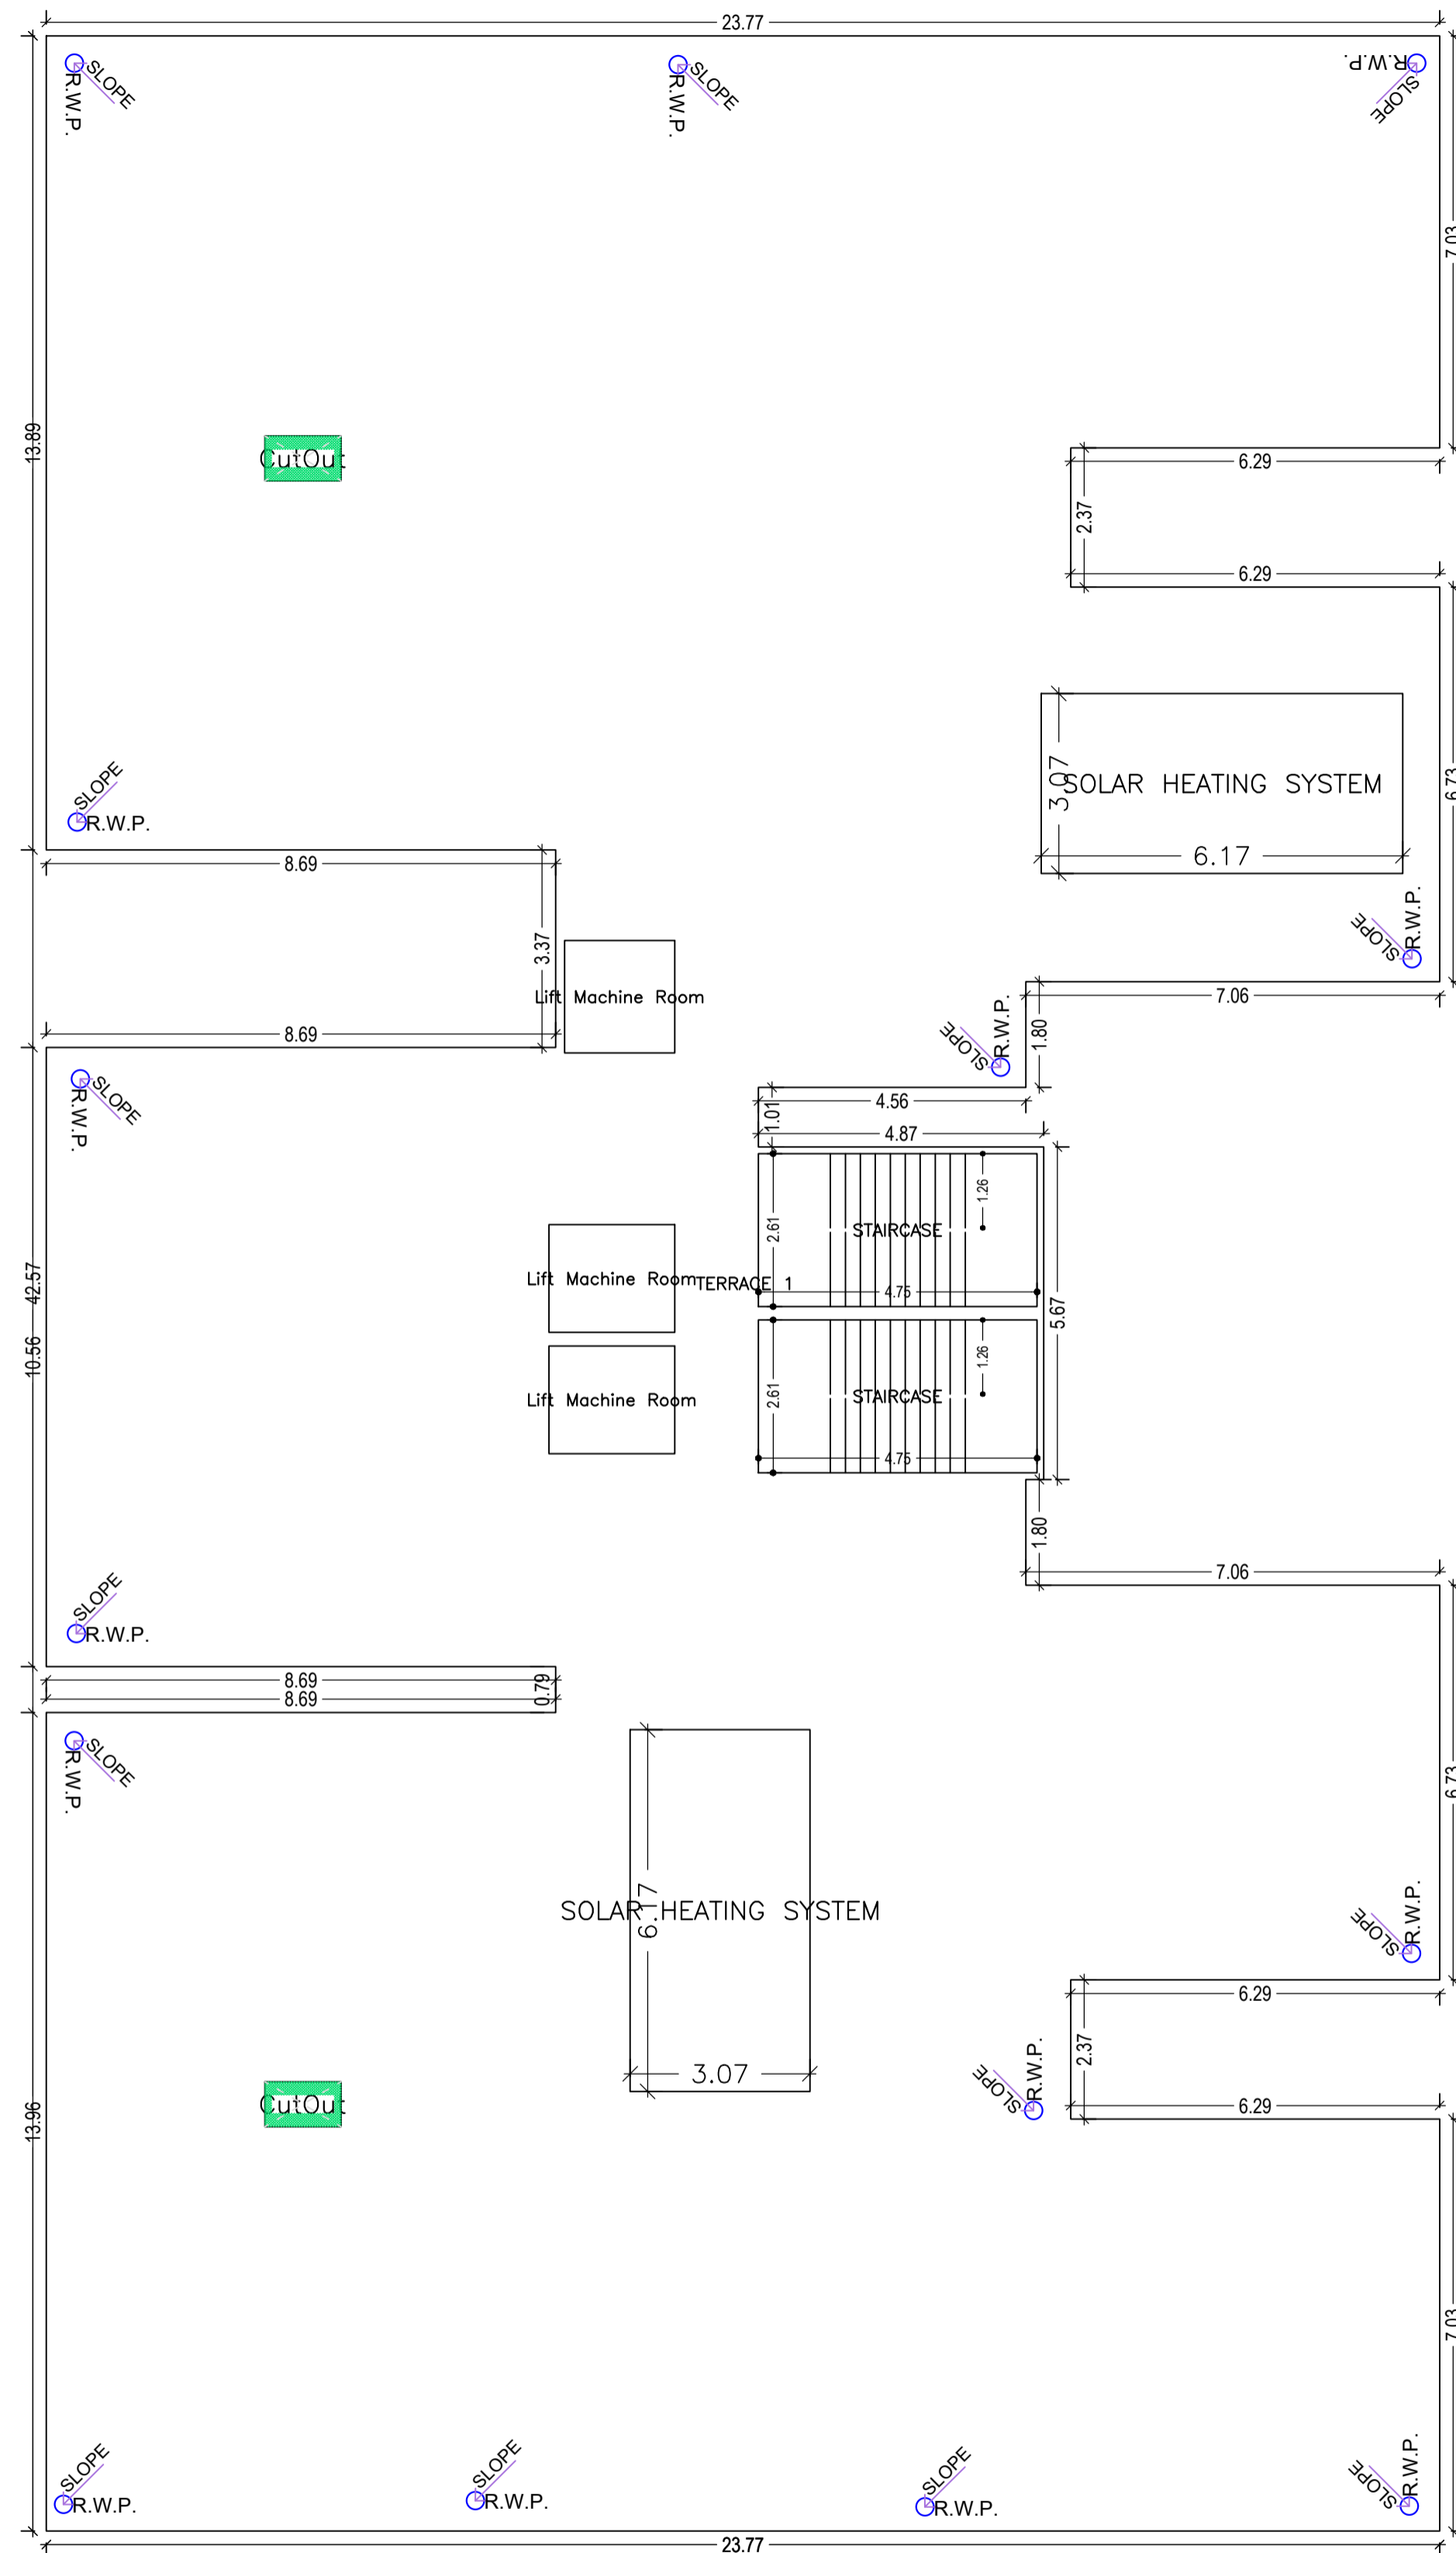 23.77
R.W.P.
SLOPE
R.W.P.
SLOPE
R.W.P.
SLOPE
7.03
13.89
CutOut
6.29
2.37
6.29
SOLAR HEATING SYSTEM
3.07
6.17
6.73
SLOPE
R.W.P.
8.69
3.37
R.W.P.
SLOPE
Lift Machine Room
7.06
R.W.P.
SLOPE
1.80
8.69
R.W.P.
SLOPE
4.56
1.01
4.87
1.26
2.61
STAIRCASE
Lift Machine Room
TERRACE 1
4.75
42.57
5.67
10.56
1.26
2.61
STAIRCASE
Lift Machine Room
4.75
1.80
7.06
SLOPE
R.W.P.
8.69
0.79
8.69
R.W.P.
SLOPE
6.73
SOLAR HEATING SYSTEM
6.17
3.07
R.W.P.
SLOPE
6.29
2.37
R.W.P.
SLOPE
6.29
CutOut
13.96
7.03
SLOPE
R.W.P.
SLOPE
R.W.P.
SLOPE
R.W.P.
R.W.P.
SLOPE
23.77